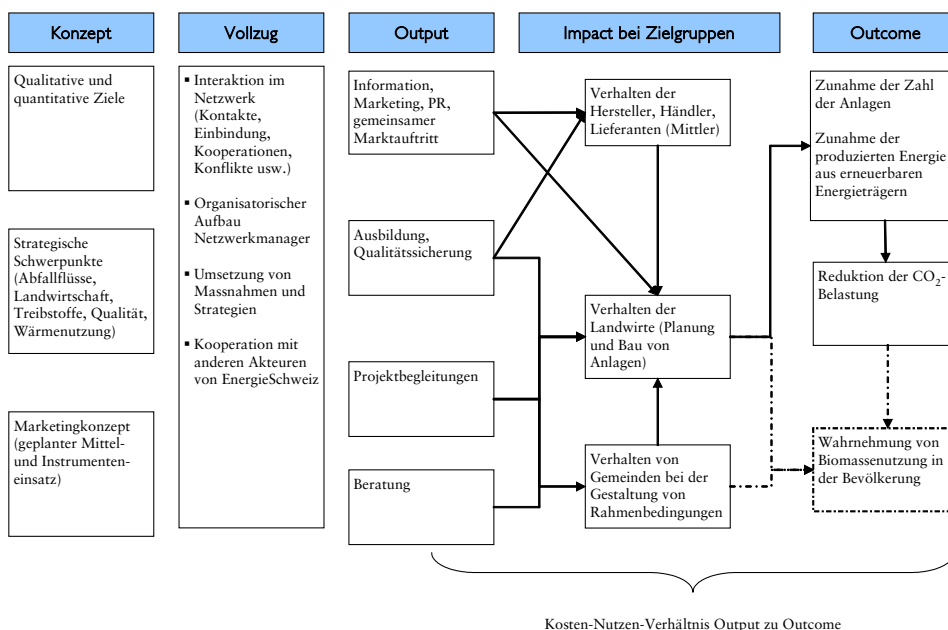 Konzept
Qualitative und
quantitative Ziele
Strategische
Schwerpunkte
(Abfallflüsse,
Landwirtschaft,
Treibstoffe, Qualität,
Wärmenutzung)
Marketingkonzept
(geplanter Mittel-
und Instrumenten-
einsatz)
Vollzug
▪ Interaktion im
Netzwerk
(Kontakte,
Einbindung,
Kooperationen,
Konflikte usw.)
▪ Organisatorischer
Aufbau
Netzwerkmanager
▪ Umsetzung von
Massnahmen und
Strategien
▪ Kooperation mit
anderen Akteuren
von EnergieSchweiz
Output
Information,
Marketing, PR,
gemeinsamer
Marktauftritt
Ausbildung,
Qualitätssicherung
Projektbegleitungen
Beratung
Impact bei Zielgruppen
Verhalten der
Hersteller, Händler,
Lieferanten (Mittler)
Verhalten der
Landwirte (Planung
und Bau von
Anlagen)
Verhalten von
Gemeinden bei der
Gestaltung von
Rahmenbedingungen
Outcome
Zunahme der Zahl
der Anlagen
Zunahme der
produzierten Energie
aus erneuerbaren
Energieträgern
Reduktion der CO₂-
Belastung
Wahrnehmung von
Biomassenutzung in
der Bevölkerung
Kosten-Nutzen-Verhältnis Output zu Outcome